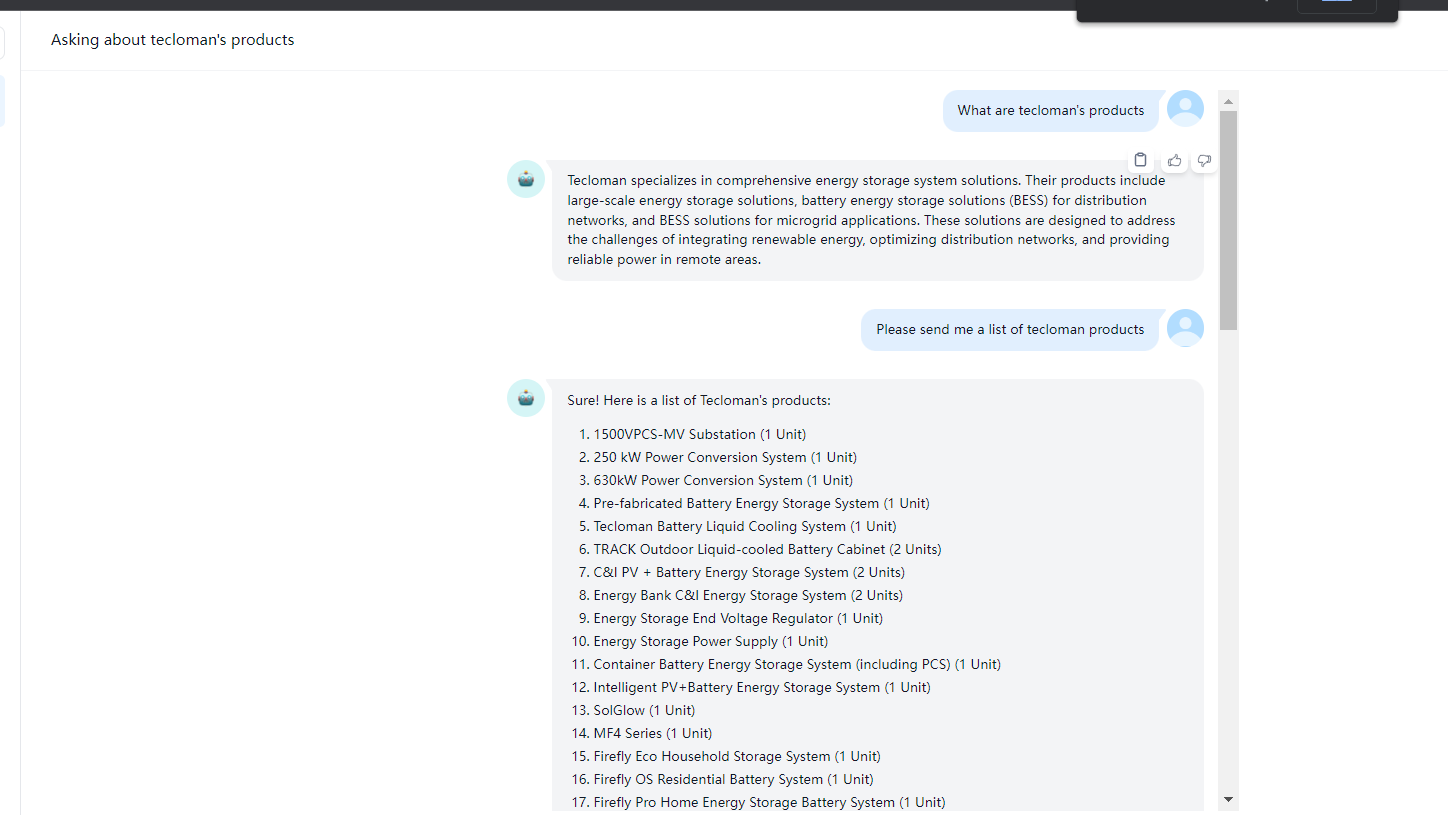 Asking about tecloman's products
What are tecloman's products
Tecloman specializes in comprehensive energy storage system solutions. Their products include
large-scale energy storage solutions, battery energy storage solutions (BESS) for distribution
networks, and BESS solutions for microgrid applications. These solutions are designed to address
the challenges of integrating renewable energy, optimizing distribution networks, and providing
reliable power in remote areas.
Please send me a list of tecloman products
Sure! Here is a list of Tecloman's products:
1. 1500VPCS-MV Substation (1 Unit)
2. 250 kW Power Conversion System (1 Unit)
3. 630kW Power Conversion System (1 Unit)
4. Pre-fabricated Battery Energy Storage System (1 Unit)
5. Tecloman Battery Liquid Cooling System (1 Unit)
6. TRACK Outdoor Liquid-cooled Battery Cabinet (2 Units)
7. C&I PV + Battery Energy Storage System (2 Units)
8. Energy Bank C&I Energy Storage System (2 Units)
9. Energy Storage End Voltage Regulator (1 Unit)
10. Energy Storage Power Supply (1 Unit)
11. Container Battery Energy Storage System (including PCS) (1 Unit)
12. Intelligent PV+Battery Energy Storage System (1 Unit)
13. SolGlow (1 Unit)
14. MF4 Series (1 Unit)
15. Firefly Eco Household Storage System (1 Unit)
16. Firefly OS Residential Battery System (1 Unit)
17. Firefly Pro Home Energy Storage Battery System (1 Unit)